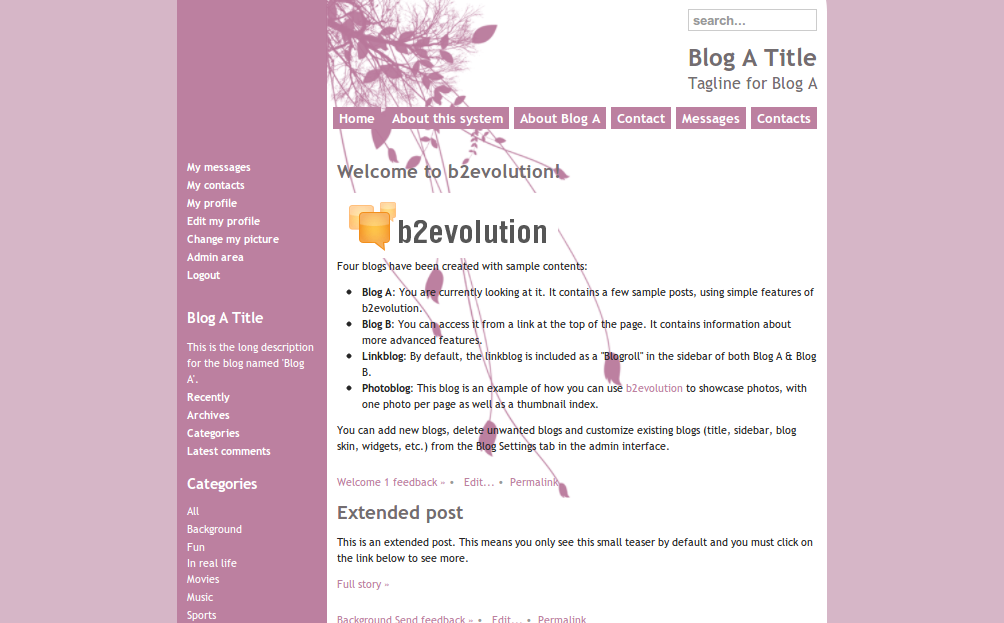 search...
Blog A Title
Tagline for Blog A
Home About this system About Blog A Contact Messages Contacts
My messages
My contacts
My profile
Edit my profile
Change my picture
Admin area
Logout
Blog A Title
This is the long description
for the blog named 'Blog
A'.
Recently
Archives
Categories
Latest comments
Categories
All
Background
Fun
In real life
Movies
Music
Sports
Welcome to b2evolution!
b2evolution
Four blogs have been created with sample contents:
• Blog A: You are currently looking at it. It contains a few sample posts, using simple features of
b2evolution.
• Blog B: You can access it from a link at the top of the page. It contains information about
more advanced features.
• Linkblog: By default, the linkblog is included as a "Blogroll" in the sidebar of both Blog A & Blog
B.
• Photoblog: This blog is an example of how you can use b2evolution to showcase photos, with
one photo per page as well as a thumbnail index.
You can add new blogs, delete unwanted blogs and customize existing blogs (title, sidebar, blog
skin, widgets, etc.) from the Blog Settings tab in the admin interface.
Welcome 1 feedback » • Edit... • Permalink
Extended post
This is an extended post. This means you only see this small teaser by default and you must click on
the link below to see more.
Full story »
Background Send feedback » • Edit... • Permalink